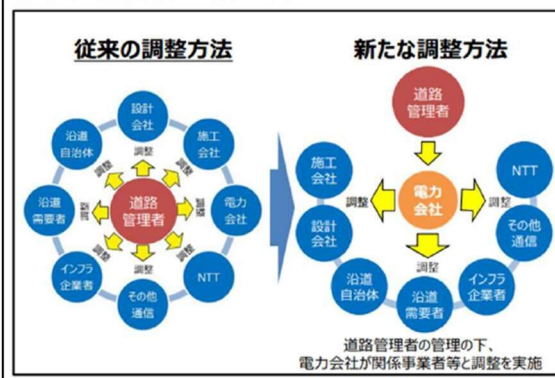 従来の調整方法
設計
会社
沿道
自治体
施工
会社
調整
調整
調整
沿道
需要者
調整
道路
管理者
調整
電力
会社
調整
調整
調整
インフラ
企業者
その他
通信
NTT
新たな調整方法
道路
管理者
施工
会社
NTT
調整
電力
会社
調整
設計
会社
その他
通信
調整
沿道
自治体
沿道
需要者
インフラ
企業者
道路管理者の管理の下、
電力会社が関係事業者等と調整を実施